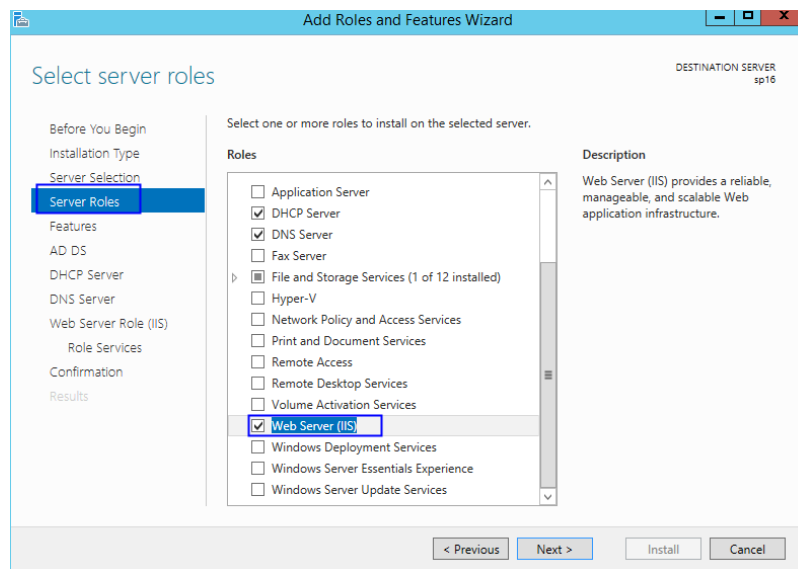 Add Roles and Features Wizard
Select server roles
DESTINATION SERVER
sp16
Before You Begin
Installation Type
Server Selection
Server Roles
Features
AD DS
DHCP Server
DNS Server
Web Server Role (IIS)
Role Services
Confirmation
Results
Select one or more roles to install on the selected server.
Roles
Application Server
DHCP Server
DNS Server
Fax Server
File and Storage Services (1 of 12 installed)
Hyper-V
Network Policy and Access Services
Print and Document Services
Remote Access
Remote Desktop Services
Volume Activation Services
Web Server (IIS)
Windows Deployment Services
Windows Server Essentials Experience
Windows Server Update Services
Description
Web Server (IIS) provides a reliable,
manageable, and scalable Web
application infrastructure.
< Previous
Next >
Install
Cancel